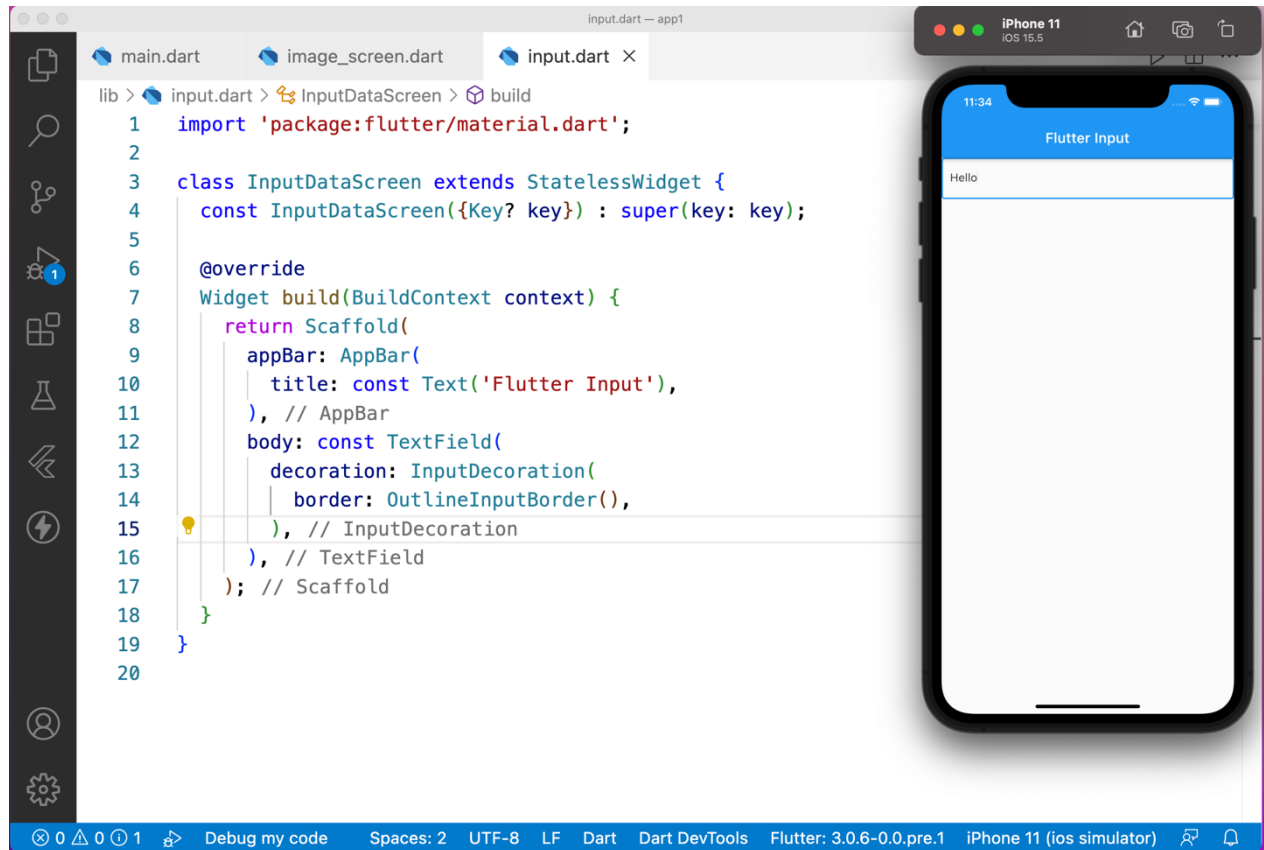 input.dart — app1
main.dart
image_screen.dart
input.dart
lib > input.dart > InputDataScreen > build
1 import 'package:flutter/material.dart';
2
3 class InputDataScreen extends StatelessWidget {
4 const InputDataScreen({Key? key}) : super(key: key);
5
6 @override
7 Widget build(BuildContext context) {
8 return Scaffold(
9 appBar: AppBar(
10 title: const Text('Flutter Input'),
11 ), // AppBar
12 body: const TextField(
13 decoration: InputDecoration(
14 border: OutlineInputBorder(),
15 ), // InputDecoration
16 ), // TextField
17 ); // Scaffold
18 }
19 }
20
1
0 0 1 Debug my code Spaces: 2 UTF-8 LF Dart Dart DevTools Flutter: 3.0.6-0.0.pre.1 iPhone 11 (ios simulator)
iPhone 11
iOS 15.5
11:34
Flutter Input
Hello